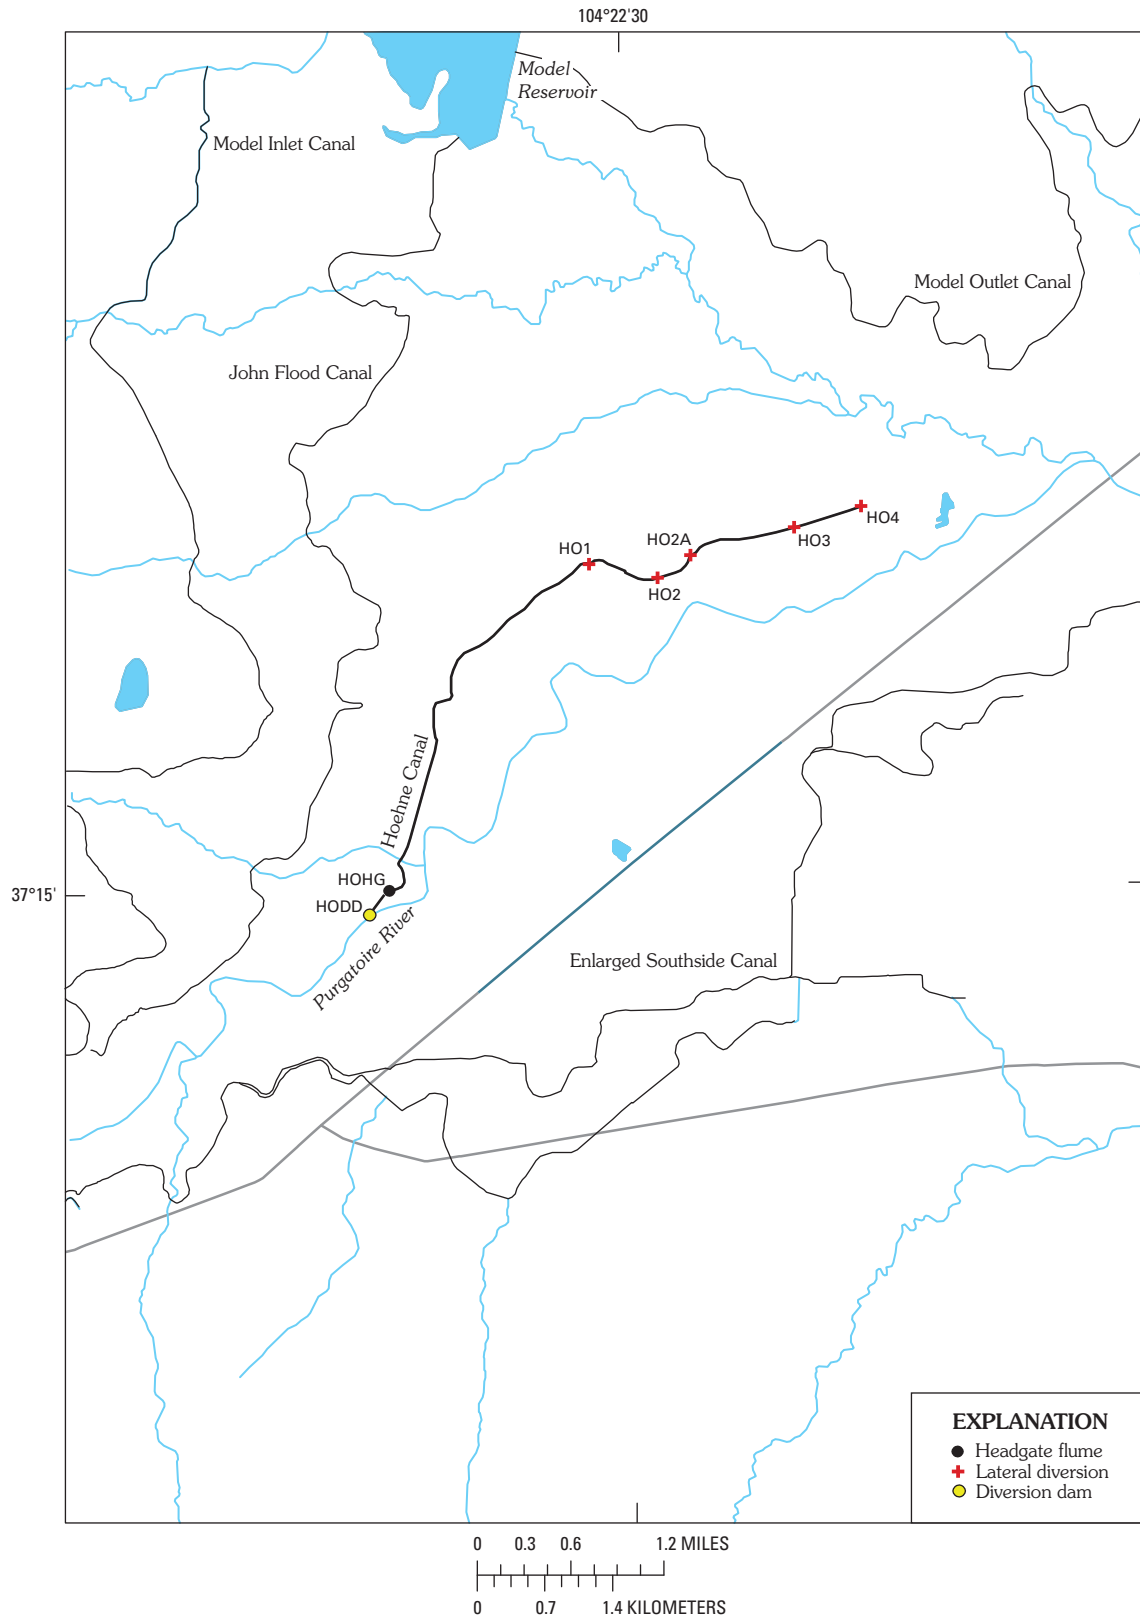 104°22'30
Model
Reservoir
Model Inlet Canal
Model Outlet Canal
John Flood Canal
HO4
HO3
HO2A
HO1
HO2
Hoehne Canal
HOHG
37°15'
HODD
Purgatoire River
Enlarged Southside Canal
EXPLANATION
Headgate flume
Lateral diversion
Diversion dam
0 0.3 0.6 1.2 MILES
0 0.7 1.4 KILOMETERS